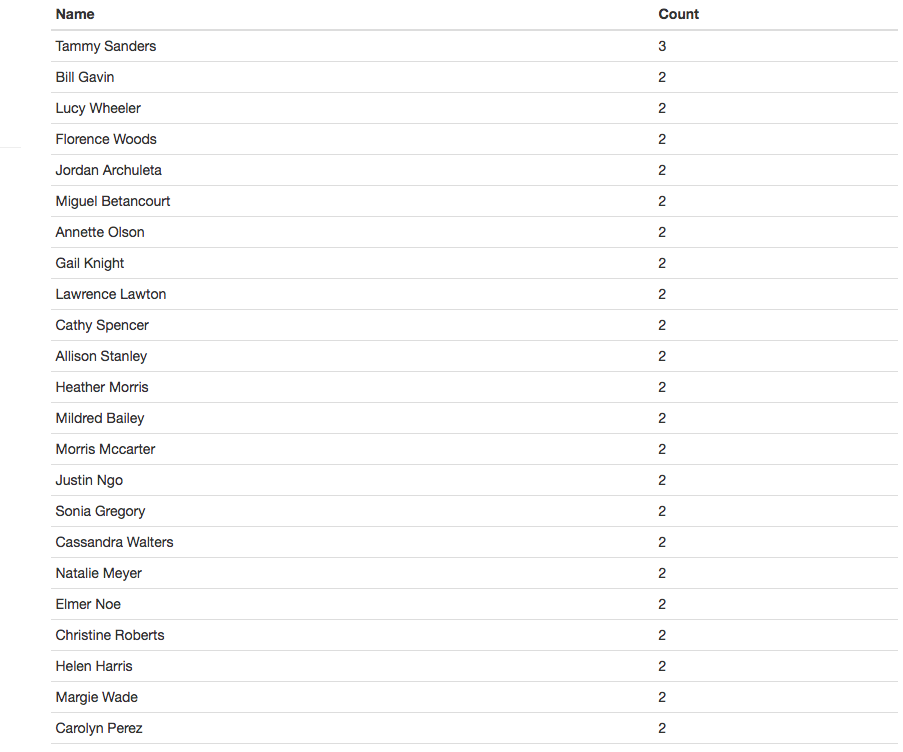 Name Count
Tammy Sanders 3
Bill Gavin 2
Lucy Wheeler 2
Florence Woods 2
Jordan Archuleta 2
Miguel Betancourt 2
Annette Olson 2
Gail Knight 2
Lawrence Lawton 2
Cathy Spencer 2
Allison Stanley 2
Heather Morris 2
Mildred Bailey 2
Morris Mccarter 2
Justin Ngo 2
Sonia Gregory 2
Cassandra Walters 2
Natalie Meyer 2
Elmer Noe 2
Christine Roberts 2
Helen Harris 2
Margie Wade 2
Carolyn Perez 2